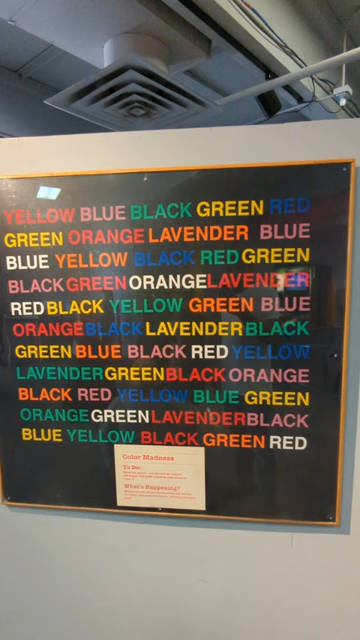 YELLOW BLUE BLACK GREEN RED
GREEN ORANGE LAVENDER BLUE
BLUE YELLOW BLACK RED GREEN
BLACK GREEN ORANGE LAVENDER
RED BLACK YELLOW GREEN BLUE
ORANGE BLACK LAVENDER BLACK
GREEN BLUE BLACK RED YELLOW
LAVENDER GREEN BLACK ORANGE
BLACK RED YELLOW BLUE GREEN
ORANGE GREEN LAVENDER BLACK
BLUE YELLOW BLACK GREEN RED
Color Madness
To Do:
What's Happening?